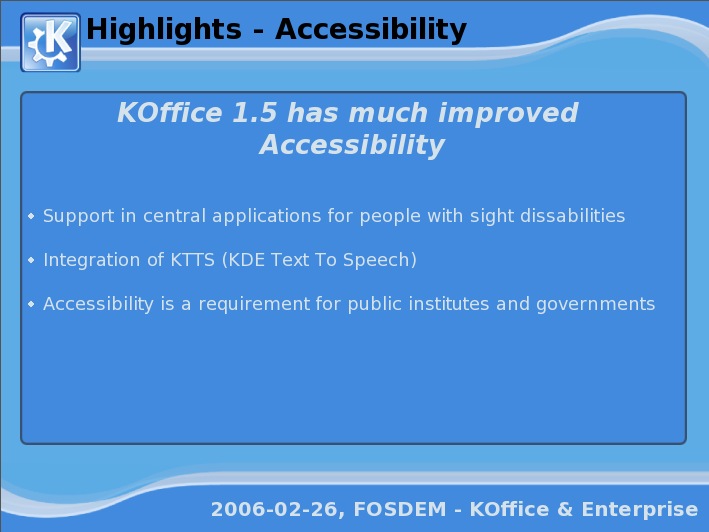 Highlights - Accessibility
KOffice 1.5 has much improved
Accessibility
Support in central applications for people with sight dissabilities
Integration of KTTS (KDE Text To Speech)
Accessibility is a requirement for public institutes and governments
2006-02-26, FOSDEM - KOffice & Enterprise